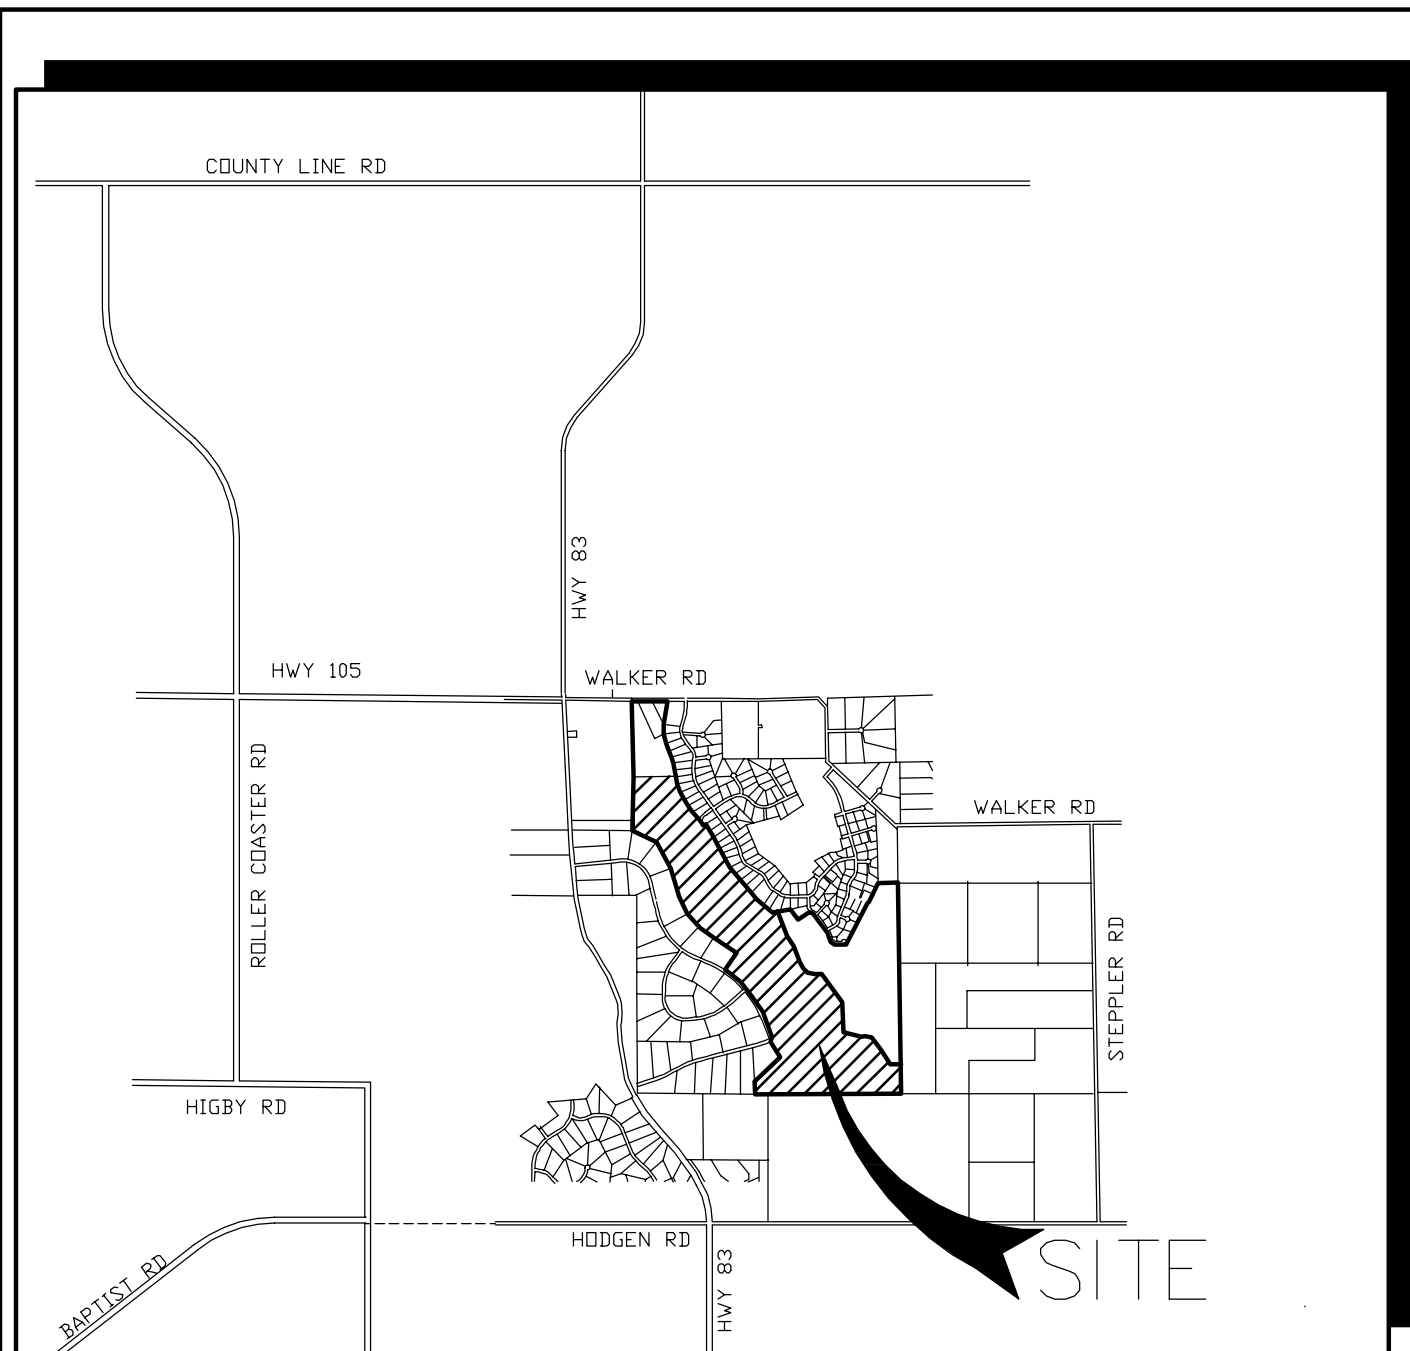 COUNTY LINE RD
HWY 83
HWY 105
WALKER RD
ROLLER COASTER RD
WALKER RD
STEPPLER RD
HIGBY RD
HODGEN RD
SITE
BAPTIST RD
HWY 83